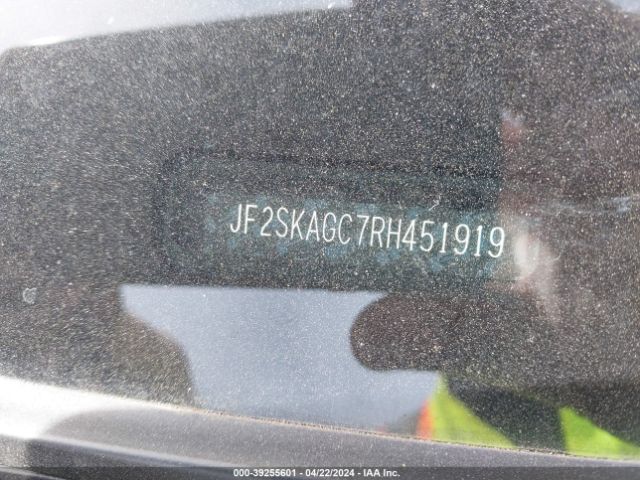 JF2SKAGC7RH451919
000-39255601 - 04/22/2024 - IAA Inc.